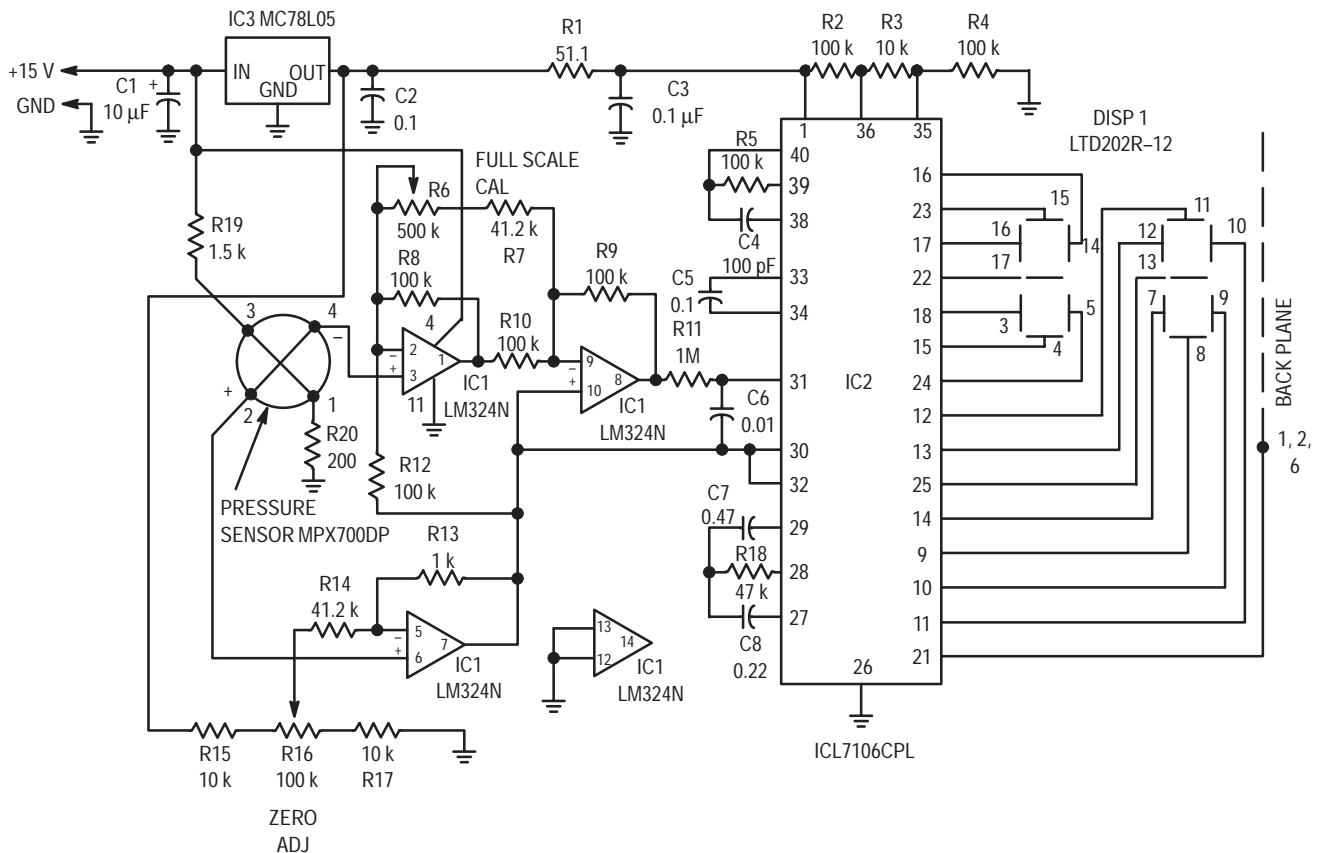 IC3 MC78L05
+15 V
GND
C1
+
10 µF
IN
OUT
GND
C2
0.1
R1
51.1
C3
0.1 µF
R2
100 k
R3
10 k
R4
100 k
DISP 1
LTD202R–12
R19
1.5 k
FULL SCALE
CAL
R6
500 k
41.2 k
R7
R8
100 k
R9
100 k
R10
100 k
R11
1M
3
4
–
+
2
1
R20
200
PRESSURE
SENSOR MPX700DP
4
2
–
+
3
1
11
IC1
LM324N
9
–
+
10
8
IC1
LM324N
C6
0.01
R12
100 k
R13
1 k
R14
41.2 k
5
–
+
6
7
IC1
LM324N
13
12
14
IC1
LM324N
R15
10 k
R16
100 k
10 k
R17
ZERO
ADJ
R5
100 k
C4
100 pF
C5
0.1
C7
0.47
R18
47 k
C8
0.22
1
36
35
40
39
38
33
34
31
30
32
29
28
27
26
IC2
16
23
17
22
18
15
24
12
13
25
14
9
10
11
21
ICL7106CPL
15
16
14
17
3
5
4
11
12
10
13
7
9
8
BACK PLANE
1, 2,
6